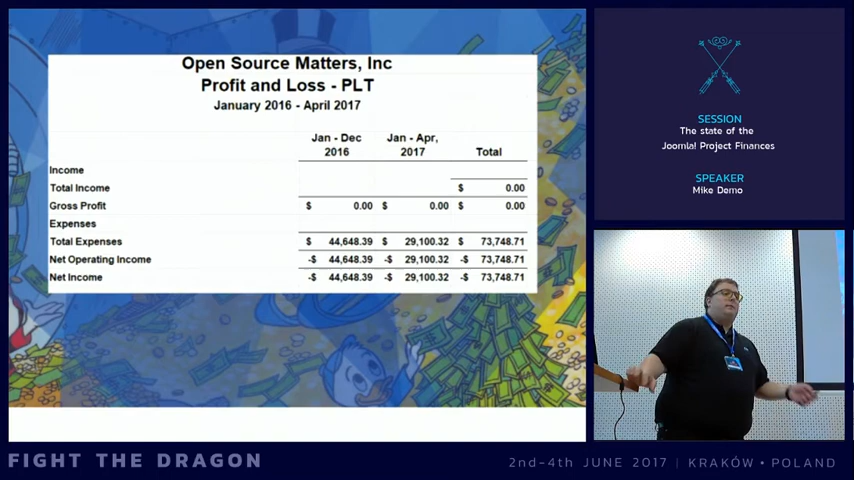 Open Source Matters, Inc
Profit and Loss - PLT
January 2016 - April 2017
Jan - Dec 2016 Jan - Apr, 2017 Total
Income
Total Income $ 0.00
Gross Profit $ 0.00 $ 0.00 $ 0.00
Expenses
Total Expenses $ 44,648.39 $ 29,100.32 $ 73,748.71
Net Operating Income -$ 44,648.39 -$ 29,100.32 -$ 73,748.71
Net Income -$ 44,648.39 -$ 29,100.32 -$ 73,748.71
SESSION
The state of the
Joomla! Project Finances
SPEAKER
Mike Demo
FIGHT THE DRAGON
2nd-4th JUNE 2017 | KRAKÓW • POLAND